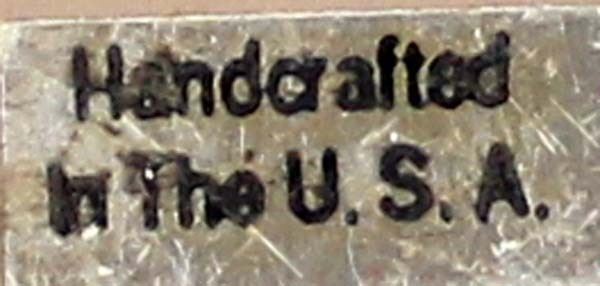 Handcrafted
In The U. S. A.